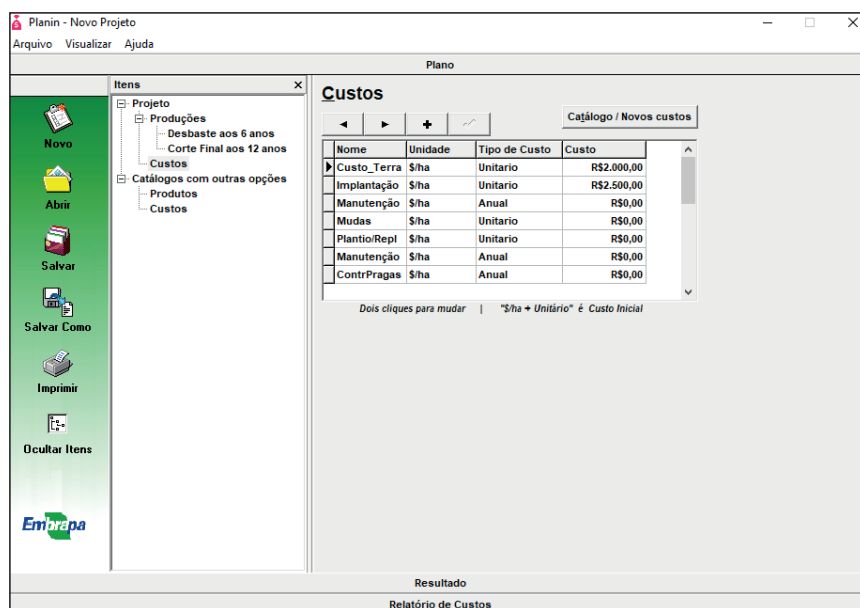 Planin - Novo Projeto
Arquivo Visualizar Ajuda
Plano
Novo
Abrir
Salvar
Salvar Como
Imprimir
Ocultar Itens
Embrapa
Itens
Projeto
Produções
Desbaste aos 6 anos
Corte Final aos 12 anos
Custos
Catálogos com outras opções
Produtos
Custos
Custos
Catálogo / Novos custos
Nome Unidade Tipo de Custo Custo
Custo_Terra $/ha Unitario R$2.000,00
Implantação $/ha Unitario R$2.500,00
Manutenção $/ha Anual R$0,00
Mudas $/ha Unitario R$0,00
Plantio/Repl $/ha Unitario R$0,00
Manutenção $/ha Anual R$0,00
ContrPragas $/ha Anual R$0,00
Dois cliques para mudar | "$/ha + Unitàrio" é Custo Inicial
Resultado
Relatório de Custos